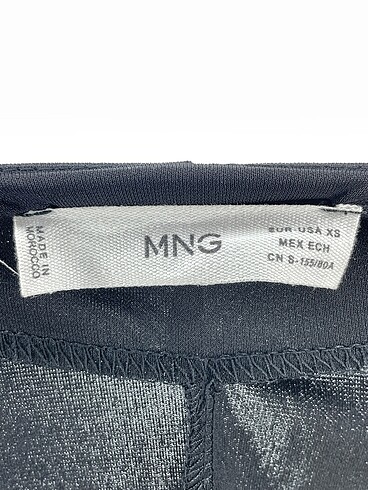 MADE IN
MOROCCO
MNG
EUR-USA XS
MEX ECH
CN S-155/80A